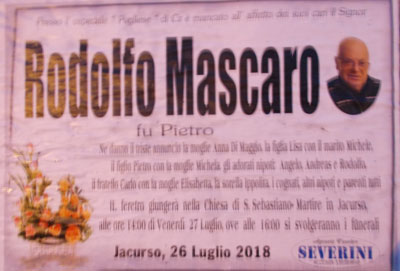 Presso l' ospedale " Pugliese " di Cz è mancato all' affetto dei suoi cari il Signor
Rodolfo Mascaro
fu Pietro
Ne danno il triste annuncio la moglie Anna Di Maggio, la figlia Lisa con il marito Michele,
il figlio Pietro con la moglie Michela, gli adorati nipoti Angelo, Andreas e Rodolfo,
il fratello Carlo con la moglie Elisabetta, la sorella Ippolita, i cognati, altri nipoti e parenti tutti
IL feretro giungerà nella Chiesa di S. Sebastiano Martire in Jacurso,
alle ore 14:00 di Venerdì 27 Luglio, ove alle 16:00 si svolgeranno i funerali
Jacurso, 26 Luglio 2018
SEVERINI